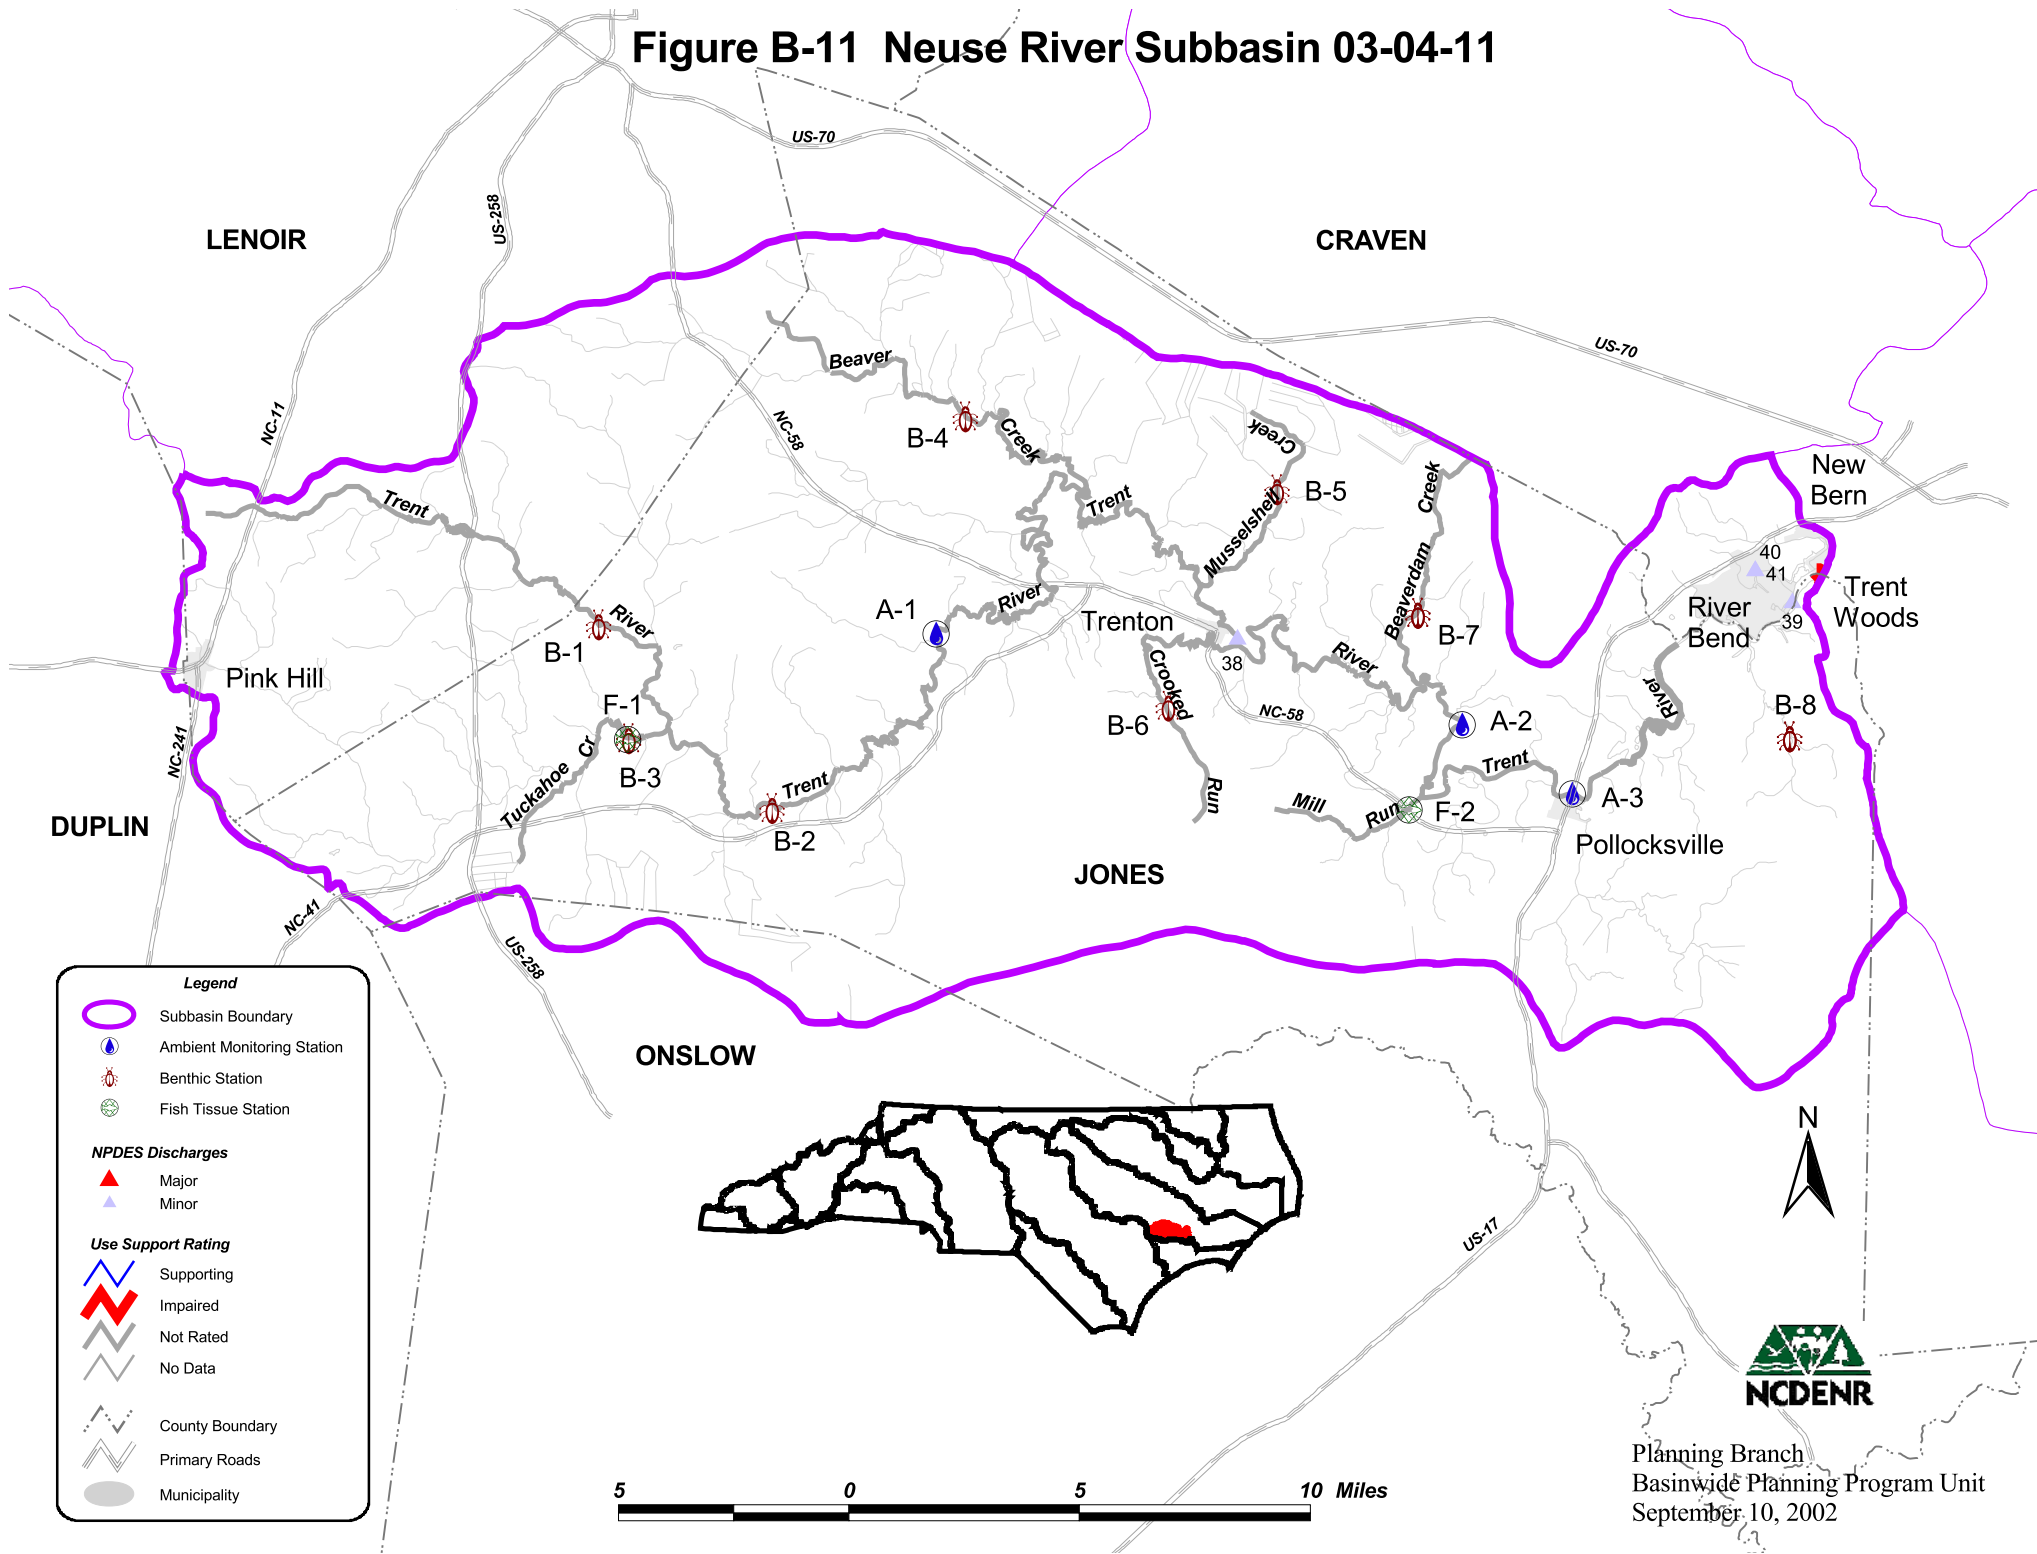 Figure B-11  Neuse River Subbasin 03-04-11
US-70
US-258
LENOIR
CRAVEN
US-70
Beaver
NC-11
NC-58
B-4
Creek
Creek
New
Bern
Trent
Trent
Musselshell
B-5
Creek
Beaverdam
40
41
Trent
Woods
River
Bend
39
A-1
River
River
B-1
Trenton
B-7
38
River
Pink Hill
Crooked
F-1
B-6
NC-58
A-2
River
B-8
NC-241
Tuckahoe Cr
B-3
Trent
Trent
Run
Mill
Run
F-2
A-3
DUPLIN
B-2
Pollocksville
JONES
NC-41
US-258
ONSLOW
Legend
Subbasin Boundary
Ambient Monitoring Station
Benthic Station
Fish Tissue Station
NPDES Discharges
Major
Minor
Use Support Rating
Supporting
Impaired
Not Rated
No Data
County Boundary
Primary Roads
Municipality
N
US-17
NCDENR
5 0 5 10 Miles
Planning Branch
Basinwide Planning Program Unit
September 10, 2002